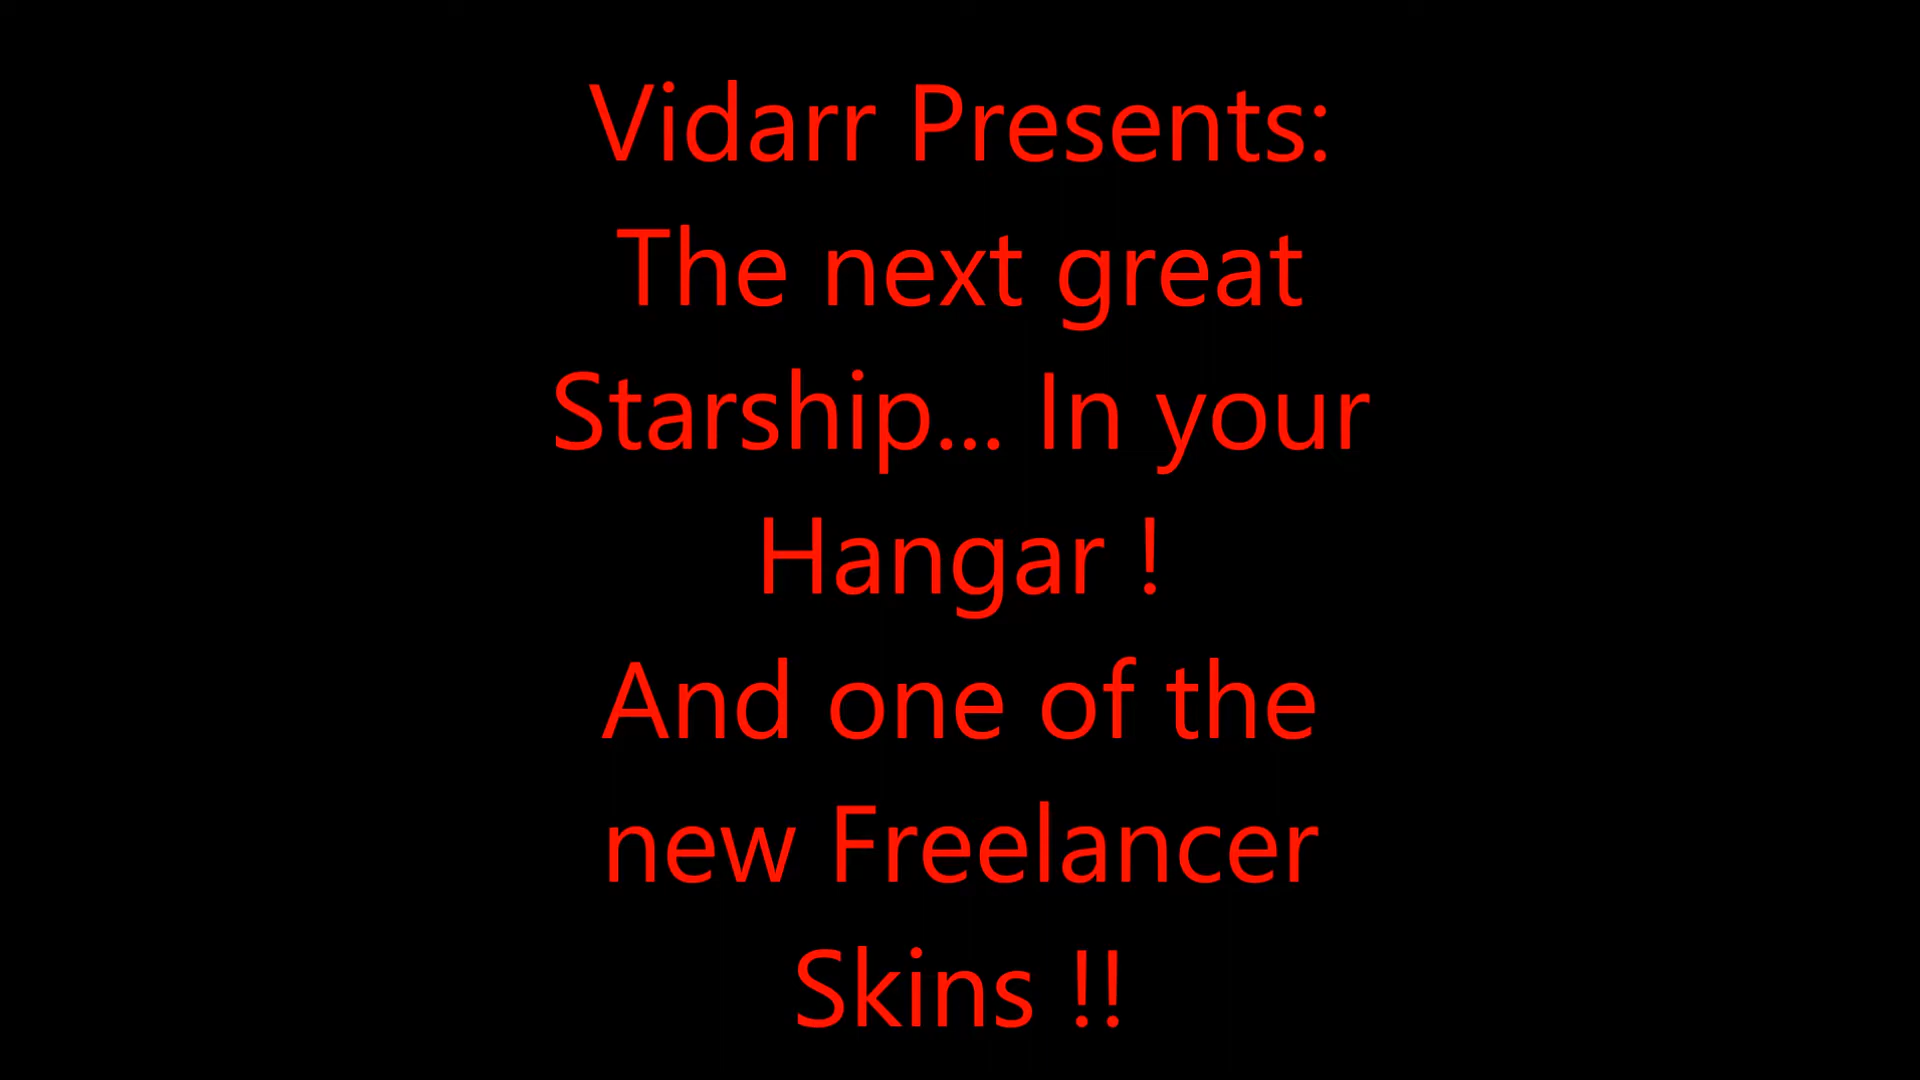 Vidarr Presents:
The next great
Starship... In your
Hangar !
And one of the
new Freelancer
Skins !!